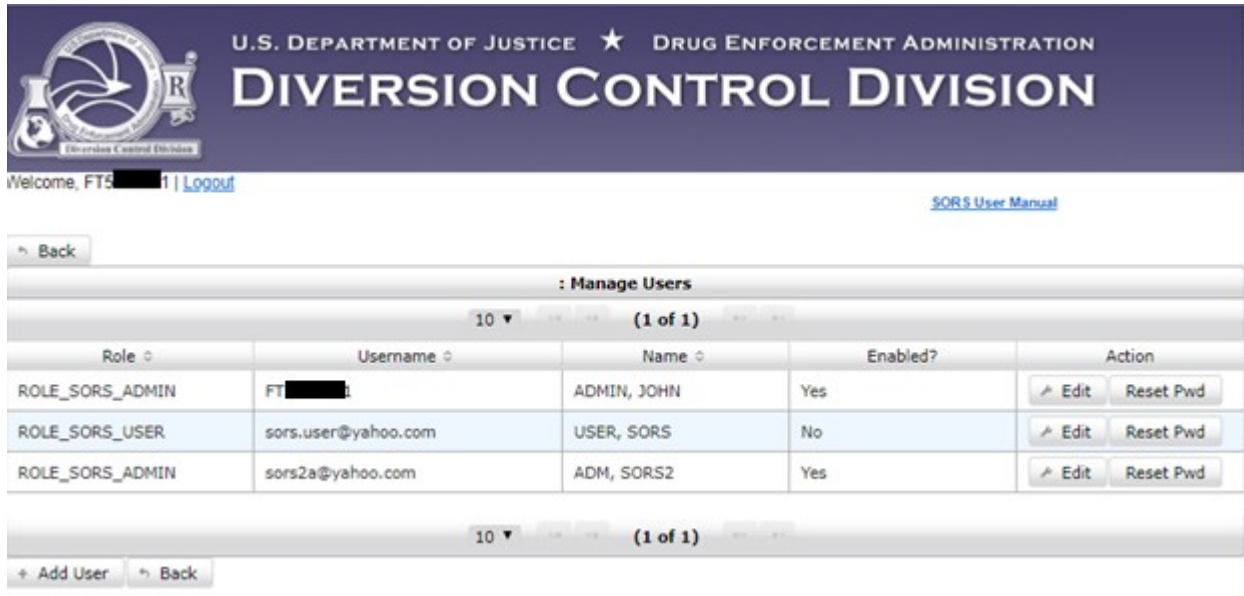 U.S. DEPARTMENT OF JUSTICE ★ DRUG ENFORCEMENT ADMINISTRATION
DIVERSION CONTROL DIVISION
R
Diversion Control Division
Welcome, FT5 1 | Logout
SORS User Manual
Back
: Manage Users
10 ▼ (1 of 1)
Role Username Name Enabled? Action
ROLE_SORS_ADMIN FT 1 ADMIN, JOHN Yes Edit Reset Pwd
ROLE_SORS_USER sors.user@yahoo.com USER, SORS No Edit Reset Pwd
ROLE_SORS_ADMIN sors2a@yahoo.com ADM, SORS2 Yes Edit Reset Pwd
10 ▼ (1 of 1)
+ Add User Back